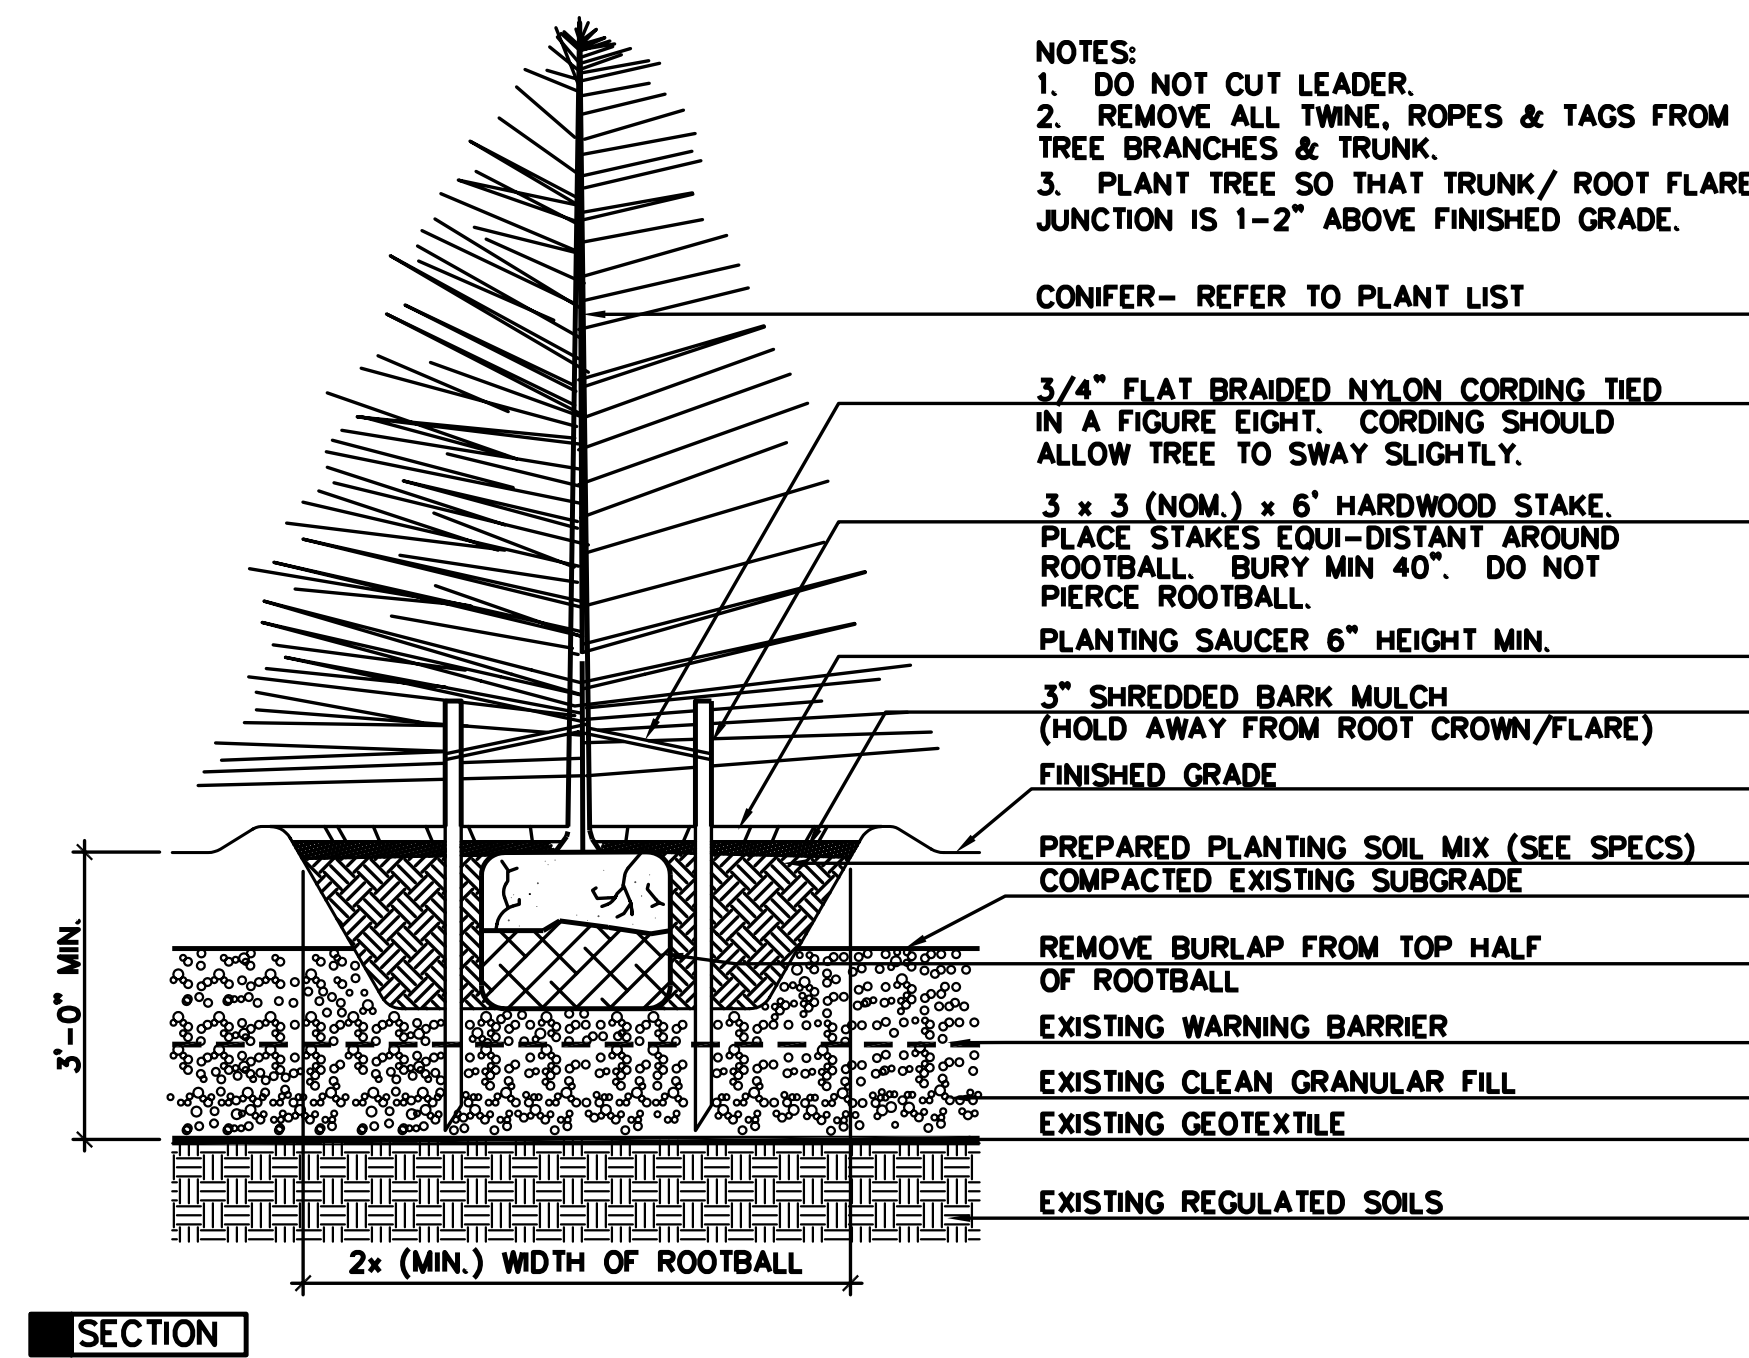 NOTES:
1. DO NOT CUT LEADER.
2. REMOVE ALL TWINE, ROPES & TAGS FROM
TREE BRANCHES & TRUNK.
3. PLANT TREE SO THAT TRUNK/ ROOT FLARE
JUNCTION IS 1-2" ABOVE FINISHED GRADE.
CONIFER- REFER TO PLANT LIST
3/4" FLAT BRAIDED NYLON CORDING TIED
IN A FIGURE EIGHT. CORDING SHOULD
ALLOW TREE TO SWAY SLIGHTLY.
3 x 3 (NOM.) x 6' HARDWOOD STAKE.
PLACE STAKES EQUI-DISTANT AROUND
ROOTBALL. BURY MIN 40". DO NOT
PIERCE ROOTBALL.
PLANTING SAUCER 6" HEIGHT MIN.
3" SHREDDED BARK MULCH
(HOLD AWAY FROM ROOT CROWN/FLARE)
FINISHED GRADE
PREPARED PLANTING SOIL MIX (SEE SPECS)
COMPACTED EXISTING SUBGRADE
REMOVE BURLAP FROM TOP HALF
OF ROOTBALL
EXISTING WARNING BARRIER
EXISTING CLEAN GRANULAR FILL
EXISTING GEOTEXTILE
EXISTING REGULATED SOILS
3'-0" MIN.
2x (MIN.) WIDTH OF ROOTBALL
SECTION